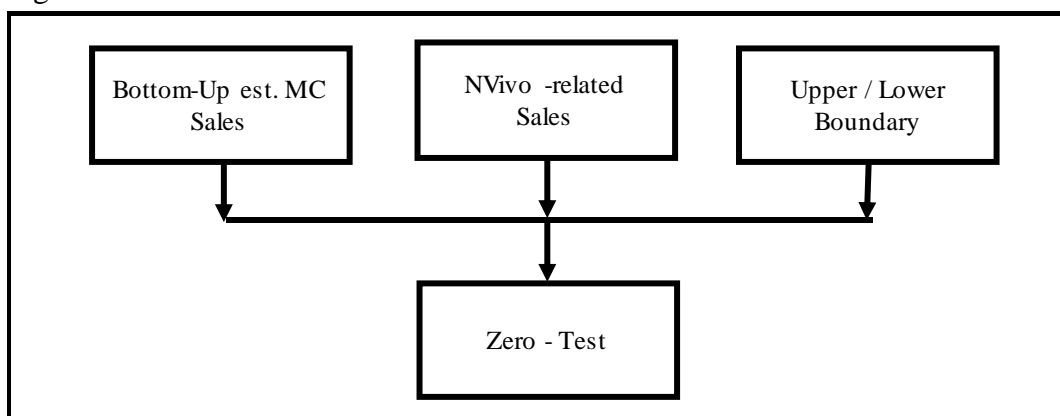 Bottom-Up est. MC
Sales
NVivo -related
Sales
Upper / Lower
Boundary
Zero - Test